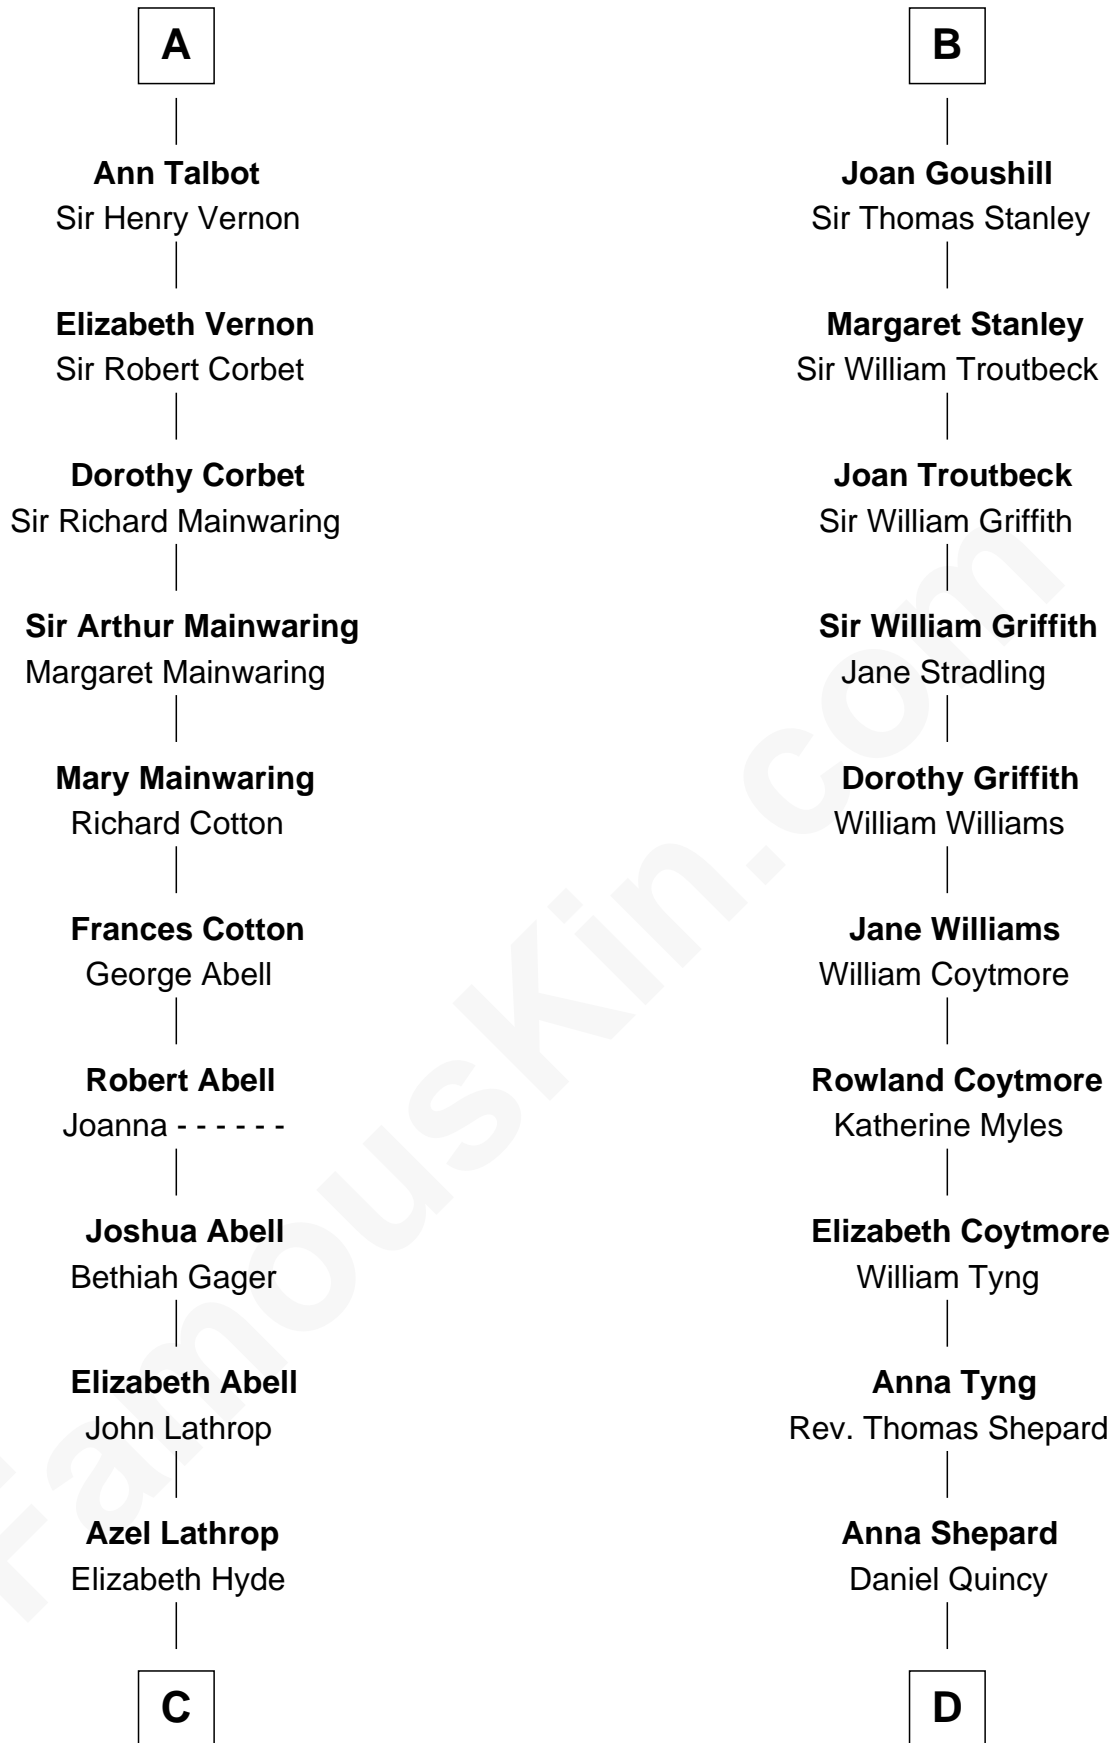 A
Ann Talbot
Sir Henry Vernon
Elizabeth Vernon
Sir Robert Corbet
Dorothy Corbet
Sir Richard Mainwaring
Sir Arthur Mainwaring
Margaret Mainwaring
Mary Mainwaring
Richard Cotton
Frances Cotton
George Abell
Robert Abell
Joanna - - - - - -
Joshua Abell
Bethiah Gager
Elizabeth Abell
John Lathrop
Azel Lathrop
Elizabeth Hyde
C
B
Joan Goushill
Sir Thomas Stanley
Margaret Stanley
Sir William Troutbeck
Joan Troutbeck
Sir William Griffith
Sir William Griffith
Jane Stradling
Dorothy Griffith
William Williams
Jane Williams
William Coytmore
Rowland Coytmore
Katherine Myles
Elizabeth Coytmore
William Tyng
Anna Tyng
Rev. Thomas Shepard
Anna Shepard
Daniel Quincy
D
FamousKin.com